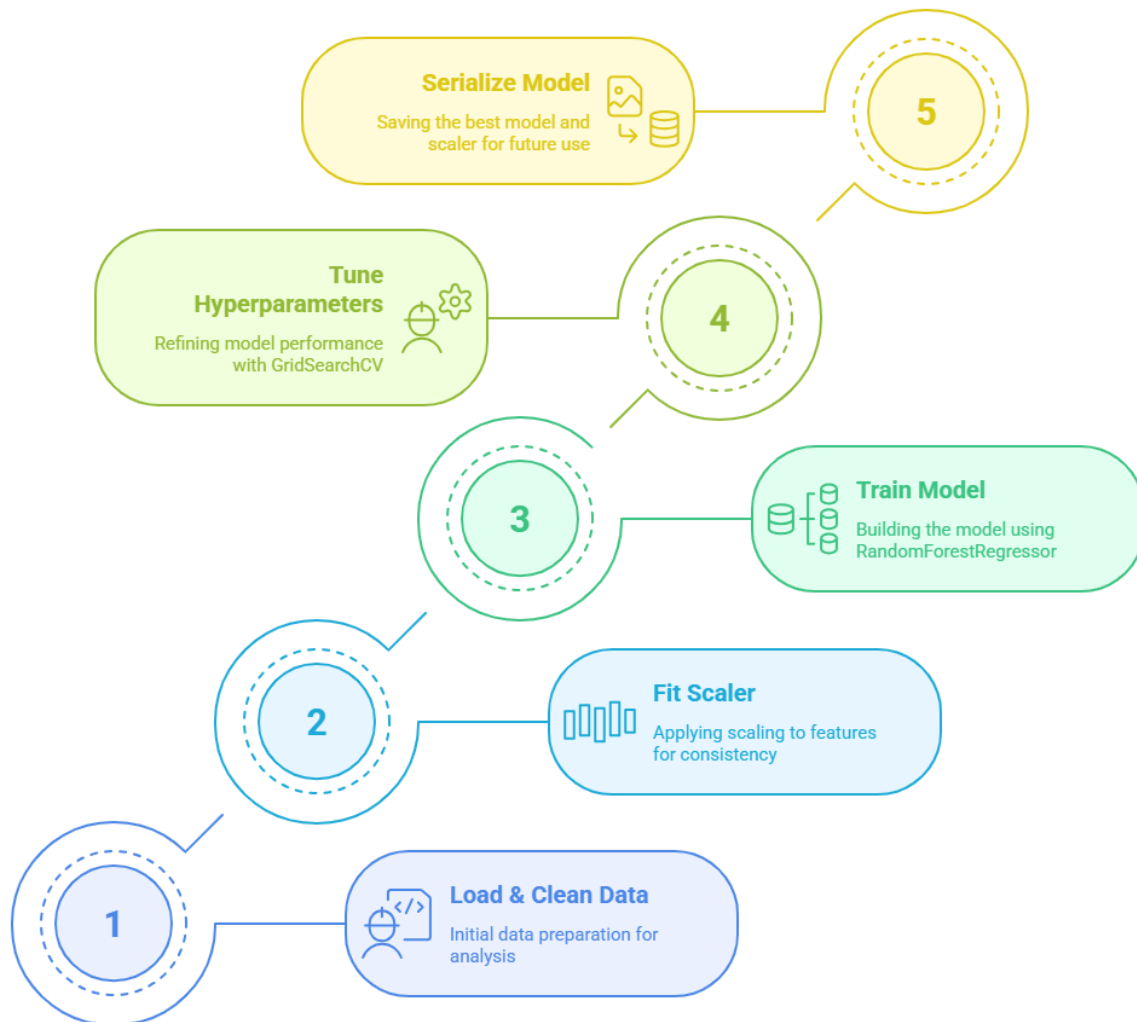 Serialize Model
Saving the best model and
scaler for future use
5
Tune
Hyperparameters
Refining model performance
with GridSearchCV
4
3
Train Model
Building the model using
RandomForestRegressor
2
Fit Scaler
Applying scaling to features
for consistency
1
Load & Clean Data
Initial data preparation for
analysis